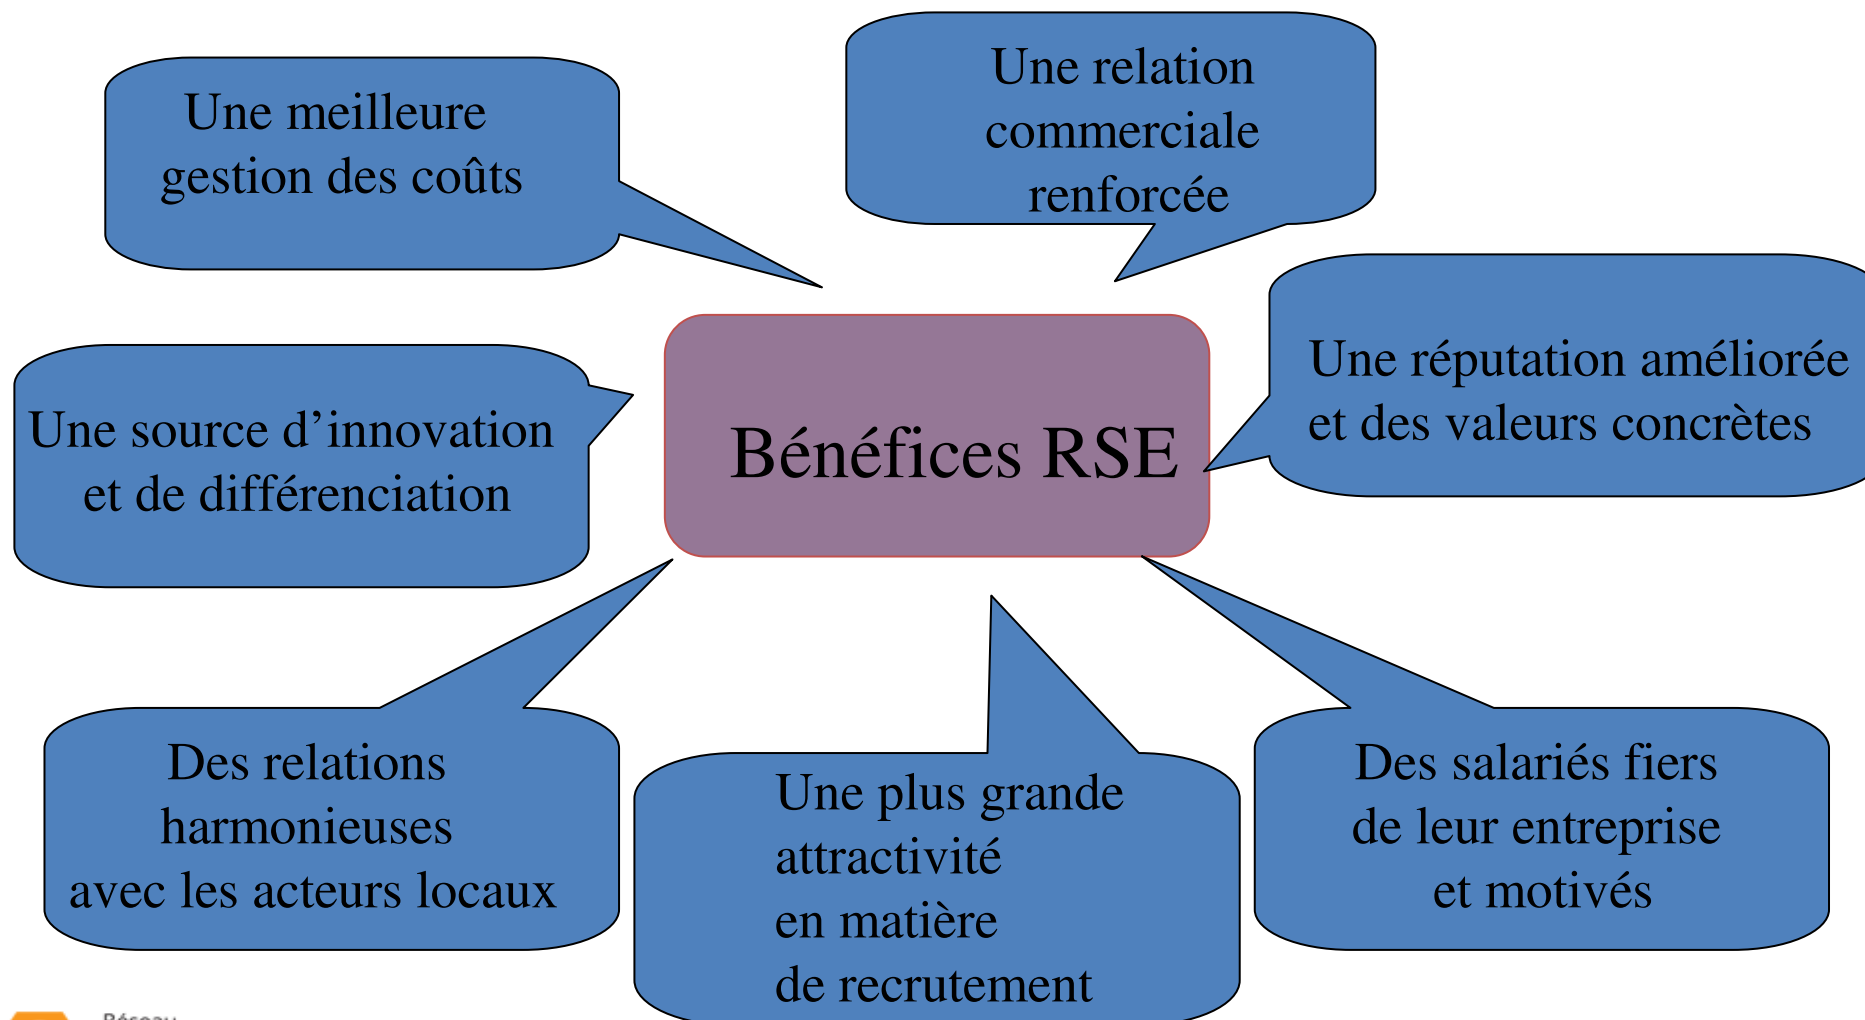 Une meilleure
gestion des coûts
Une relation
commerciale
renforcée
Une réputation améliorée
et des valeurs concrètes
Une source d’innovation
et de différenciation
Bénéfices RSE
Des relations
harmonieuses
avec les acteurs locaux
Une plus grande
attractivité
en matière
de recrutement
Des salariés fiers
de leur entreprise
et motivés
Réseau